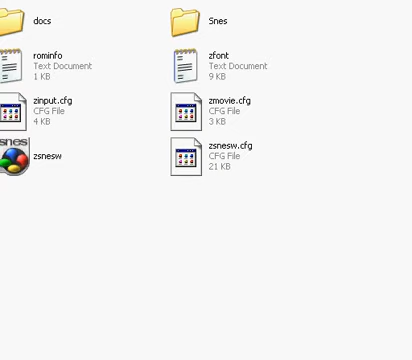 docs
Snes
rominfo
Text Document
1 KB
zfont
Text Document
9 KB
zinput.cfg
CFG File
4 KB
zmovie.cfg
CFG File
3 KB
snes
zsnesw
zsnesw.cfg
CFG File
21 KB